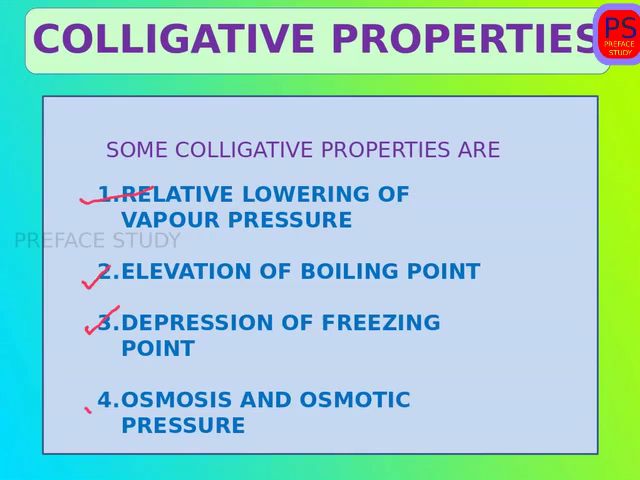 COLLIGATIVE PROPERTIES
PS
PREFACE
STUDY
SOME COLLIGATIVE PROPERTIES ARE
1.RELATIVE LOWERING OF
VAPOUR PRESSURE
PREFACE STUDY
2.ELEVATION OF BOILING POINT
3.DEPRESSION OF FREEZING
POINT
4.OSMOSIS AND OSMOTIC
PRESSURE